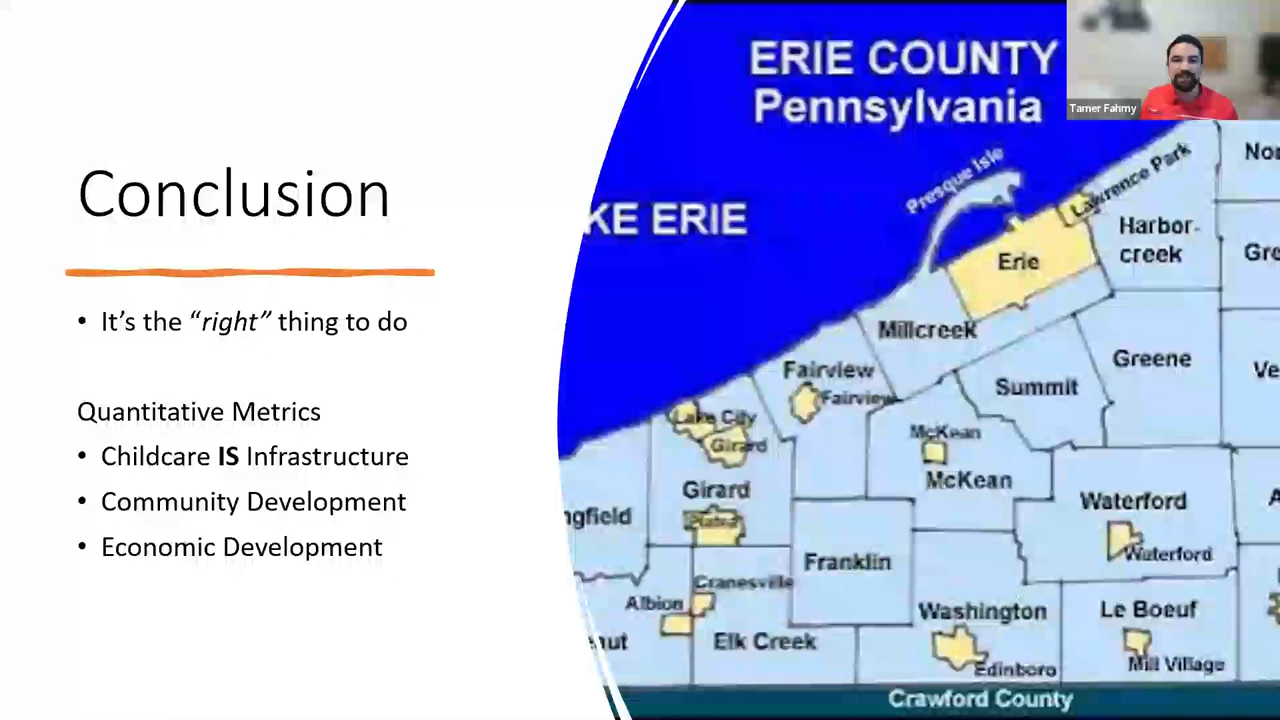 Conclusion
• It’s the “right” thing to do
Quantitative Metrics
• Childcare IS Infrastructure
• Community Development
• Economic Development
ERIE COUNTY
Pennsylvania
Tamer Fahmy
KE ERIE
Presque Isle
Lawrence Park
Harbor-
creek
Erie
Millcreek
Greene
Summit
Fairview
Fairview
Lake City
Girard
Girard
McKean
McKean
Waterford
Waterford
ngfield
Franklin
Cranesville
Albion
Elk Creek
Washington
Edinboro
Le Boeuf
Mill Village
Crawford County